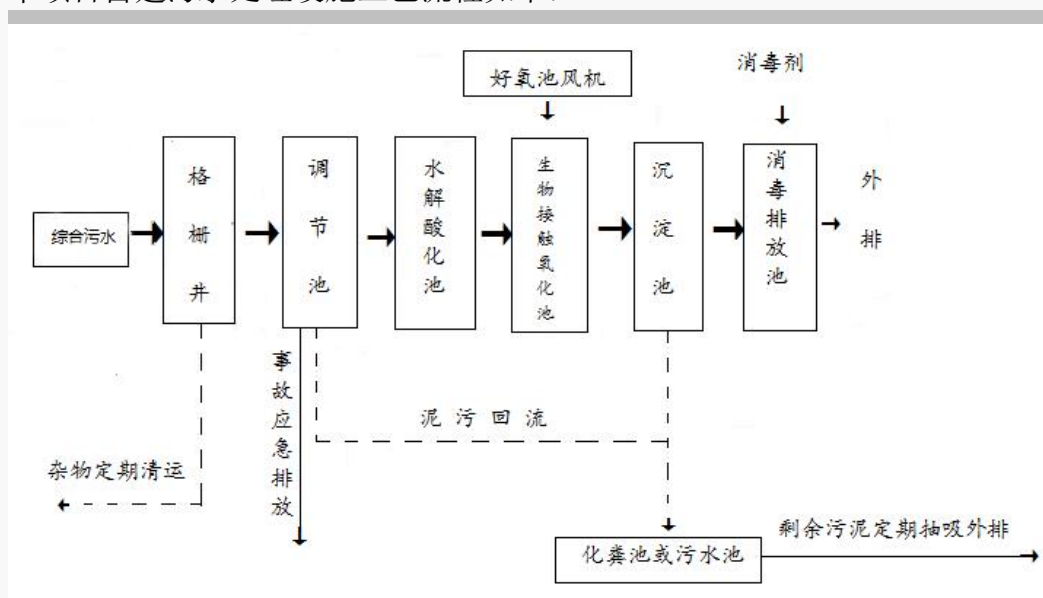 好氧池风机
消毒剂
综合污水
格栅井
调节池
水解酸化池
生物接触氧化池
沉淀池
消毒排放池
外排
事故应急排放
泥污回流
杂物定期清运
化粪池或污水池
剩余污泥定期抽吸外排